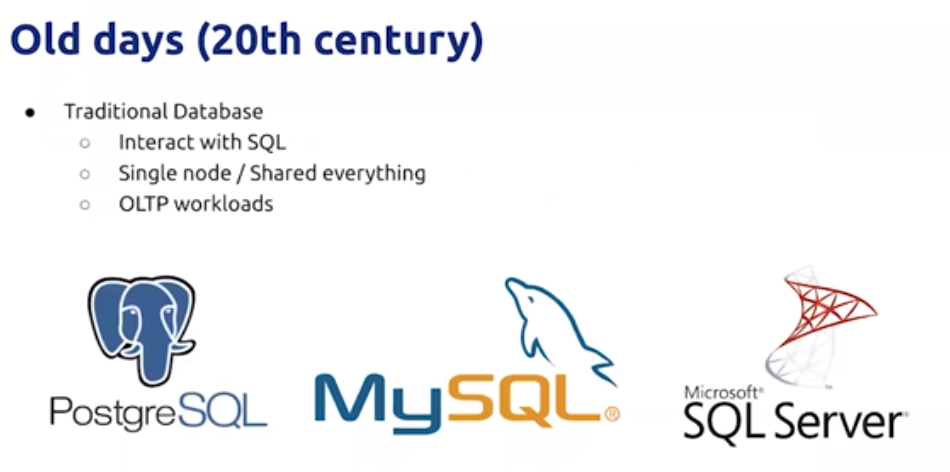 Old days (20th century)
● Traditional Database
○ Interact with SQL
○ Single node / Shared everything
○ OLTP workloads
PostgreSQL
MySQL®
Microsoft®
SQL Server®